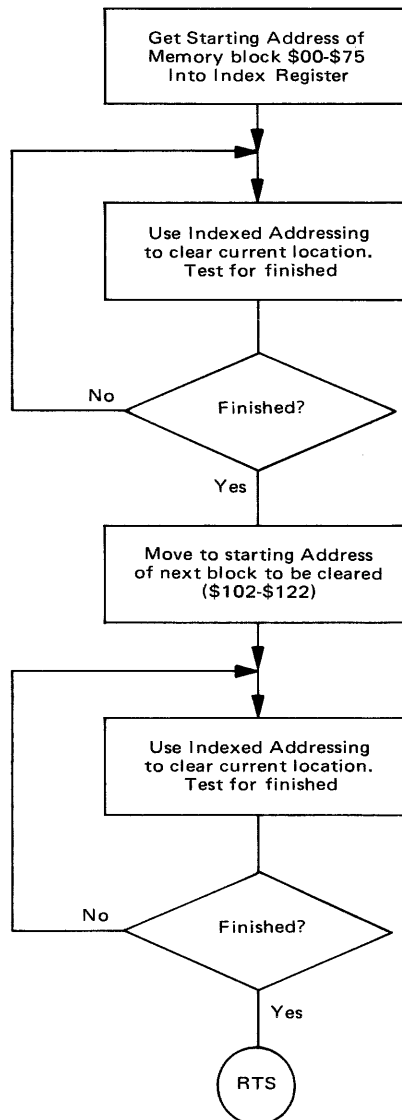 Get Starting Address of
Memory block $00-$75
Into Index Register
Use Indexed Addressing
to clear current location.
Test for finished
No
Finished?
Yes
Move to starting Address
of next block to be cleared
($102-$122)
Use Indexed Addressing
to clear current location.
Test for finished
No
Finished?
Yes
RTS